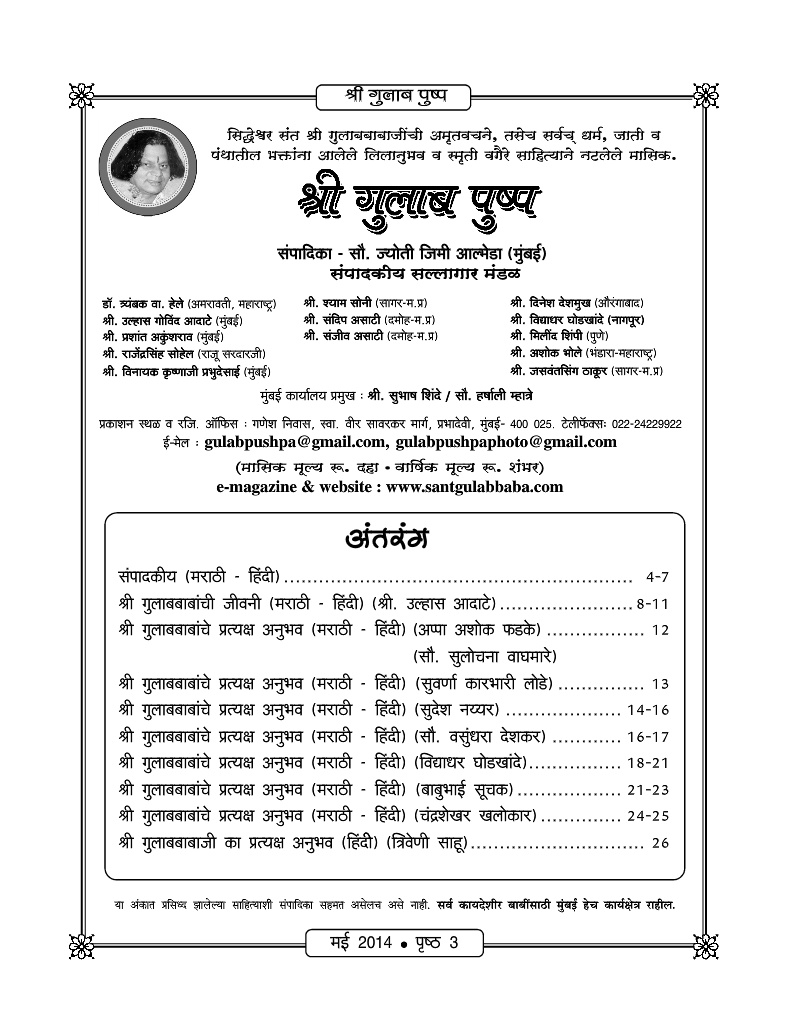 श्री गुलाब पुष्प
सिद्धेश्वर संत श्री गुलाबबाबाजींची अमृतवचने, तसेच सर्वच् धर्म, जाती व
पंथातील भक्तांना आलेले लिलानुभव व स्मृती वगैरे साहित्याने नटलेले मासिक.
श्री गुलाब पुष्प
संपादिका - सौ. ज्योती जिमी आल्मेडा (मुंबई)
संपादकीय सल्लागार मंडळ
डॉ. त्र्यंबक वा. हेले (अमरावती, महाराष्ट्र) श्री. श्याम सोनी (सागर-म.प्र) श्री. दिनेश देशमुख (औरंगाबाद)
श्री. उल्हास गोविंद आदाटे (मुंबई) श्री. संदिप असाटी (दमोह-म.प्र) श्री. विद्याधर घोडखांदे (नागपूर)
श्री. प्रशांत अकुंशराव (मुंबई) श्री. संजीव असाटी (दमोह-म.प्र) श्री. मिलींद शिंपी (पुणे)
श्री. राजेंद्रसिंह सोहेल (राजू सरदारजी) श्री. अशोक भोले (भंडारा-महाराष्ट्र)
श्री. विनायक कृष्णाजी प्रभुदेसाई (मुंबई) श्री. जसवंतसिंग ठाकूर (सागर-म.प्र)
मुंबई कार्यालय प्रमुख : श्री. सुभाष शिंदे / सौ. हर्षाली म्हात्रे
प्रकाशन स्थळ व रजि. ऑफिस : गणेश निवास, स्वा. वीर सावरकर मार्ग, प्रभादेवी, मुंबई- 400 025. टेलीफॅक्सः 022-24229922
ई-मेल : gulabpushpa@gmail.com, gulabpushpaphoto@gmail.com
(मासिक मूल्य रू. दहा • वार्षिक मूल्य रू. शंभर)
e-magazine & website : www.santgulabbaba.com
अंतरंग
संपादकीय (मराठी - हिंदी) ............................................................ 4-7
श्री गुलाबबाबांची जीवनी (मराठी - हिंदी) (श्री. उल्हास आदाटे) ....................... 8-11
श्री गुलाबबाबांचे प्रत्यक्ष अनुभव (मराठी - हिंदी) (अप्पा अशोक फडके) ................. 12
(सौ. सुलोचना वाघमारे)
श्री गुलाबबाबांचे प्रत्यक्ष अनुभव (मराठी - हिंदी) (सुवर्णा कारभारी लोडे) ............... 13
श्री गुलाबबाबांचे प्रत्यक्ष अनुभव (मराठी - हिंदी) (सुदेश नय्यर) .................... 14-16
श्री गुलाबबाबांचे प्रत्यक्ष अनुभव (मराठी - हिंदी) (सौ. वसुंधरा देशकर) ............ 16-17
श्री गुलाबबाबांचे प्रत्यक्ष अनुभव (मराठी - हिंदी) (विद्याधर घोडखांदे)................ 18-21
श्री गुलाबबाबांचे प्रत्यक्ष अनुभव (मराठी - हिंदी) (बाबुभाई सूचक) .................. 21-23
श्री गुलाबबाबांचे प्रत्यक्ष अनुभव (मराठी - हिंदी) (चंद्रशेखर खलोकार) .............. 24-25
श्री गुलाबबाबाजी का प्रत्यक्ष अनुभव (हिंदी) (त्रिवेणी साहू).............................. 26
या अंकात प्रसिध्द झालेल्या साहित्याशी संपादिका सहमत असेलच असे नाही. सर्व कायदेशीर बाबींसाठी मुंबई हेच कार्यक्षेत्र राहील.
मई 2014 • पृष्ठ 3